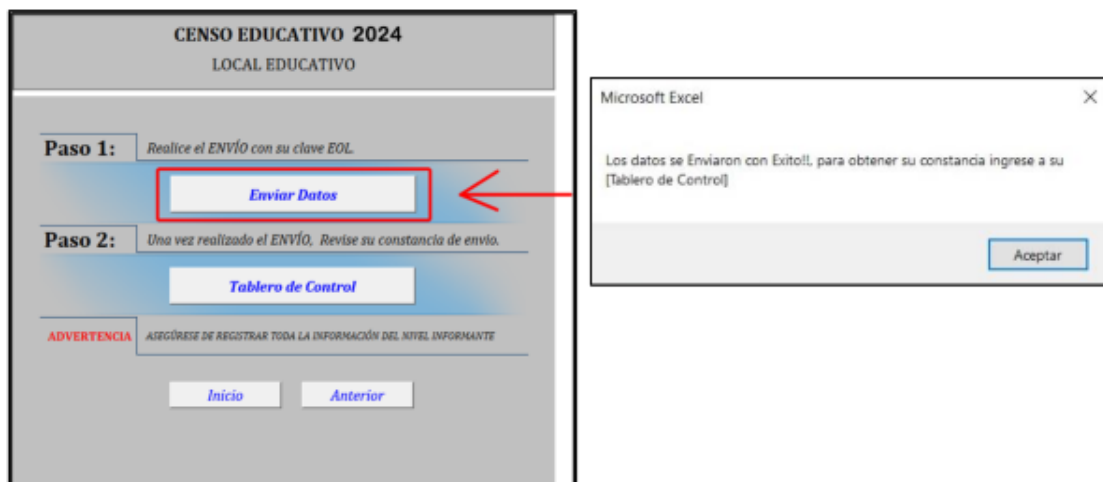 CENSO EDUCATIVO 2024
LOCAL EDUCATIVO
Paso 1: Realice el ENVÍO con su clave EOL.
Enviar Datos
Paso 2: Una vez realizado el ENVÍO, Revise su constancia de envio.
Tablero de Control
ADVERTENCIA ASEGÚRESE DE REGISTRAR TODA LA INFORMACIÓN DEL NIVEL INFORMANTE
Inicio Anterior
Microsoft Excel
Los datos se Enviaron con Exito!!, para obtener su constancia ingrese a su
[Tablero de Control]
Aceptar